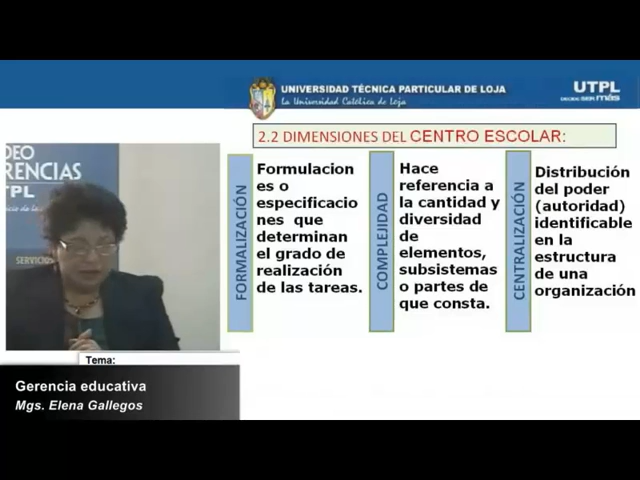 UNIVERSIDAD TÉCNICA PARTICULAR DE LOJA
La Universidad Católica de Loja
UTPL
2.2 DIMENSIONES DEL CENTRO ESCOLAR:
FORMALIZACIÓN
Formulacion
es o
especificacio
nes que
determinan
el grado de
realización
de las tareas.
COMPLEJIDAD
Hace
referencia a
la cantidad y
diversidad
de
elementos,
subsistemas
o partes de
que consta.
CENTRALIZACIÓN
Distribución
del poder
(autoridad)
identificable
en la
estructura
de una
organización
DEO
ERENCIAS
TPL
SERVICIOS
Tema:
Gerencia educativa
Mgs. Elena Gallegos